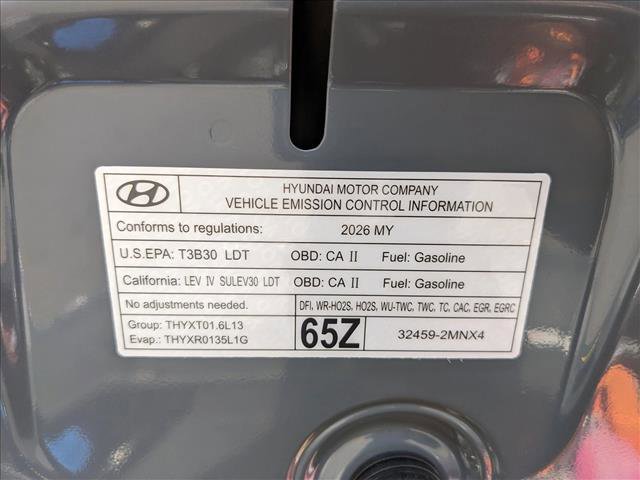 HYUNDAI MOTOR COMPANY
VEHICLE EMISSION CONTROL INFORMATION
Conforms to regulations: 2026 MY
U.S.EPA: T3B30 LDT OBD: CA II Fuel: Gasoline
California: LEV IV SULEV30 LDT OBD: CA II Fuel: Gasoline
No adjustments needed. DFI, WR-HO2S, HO2S, WU-TWC, TWC, TC, CAC, EGR, EGRC
Group: THYXT01.6L13
Evap.: THYXR0135L1G
65Z 32459-2MNX4